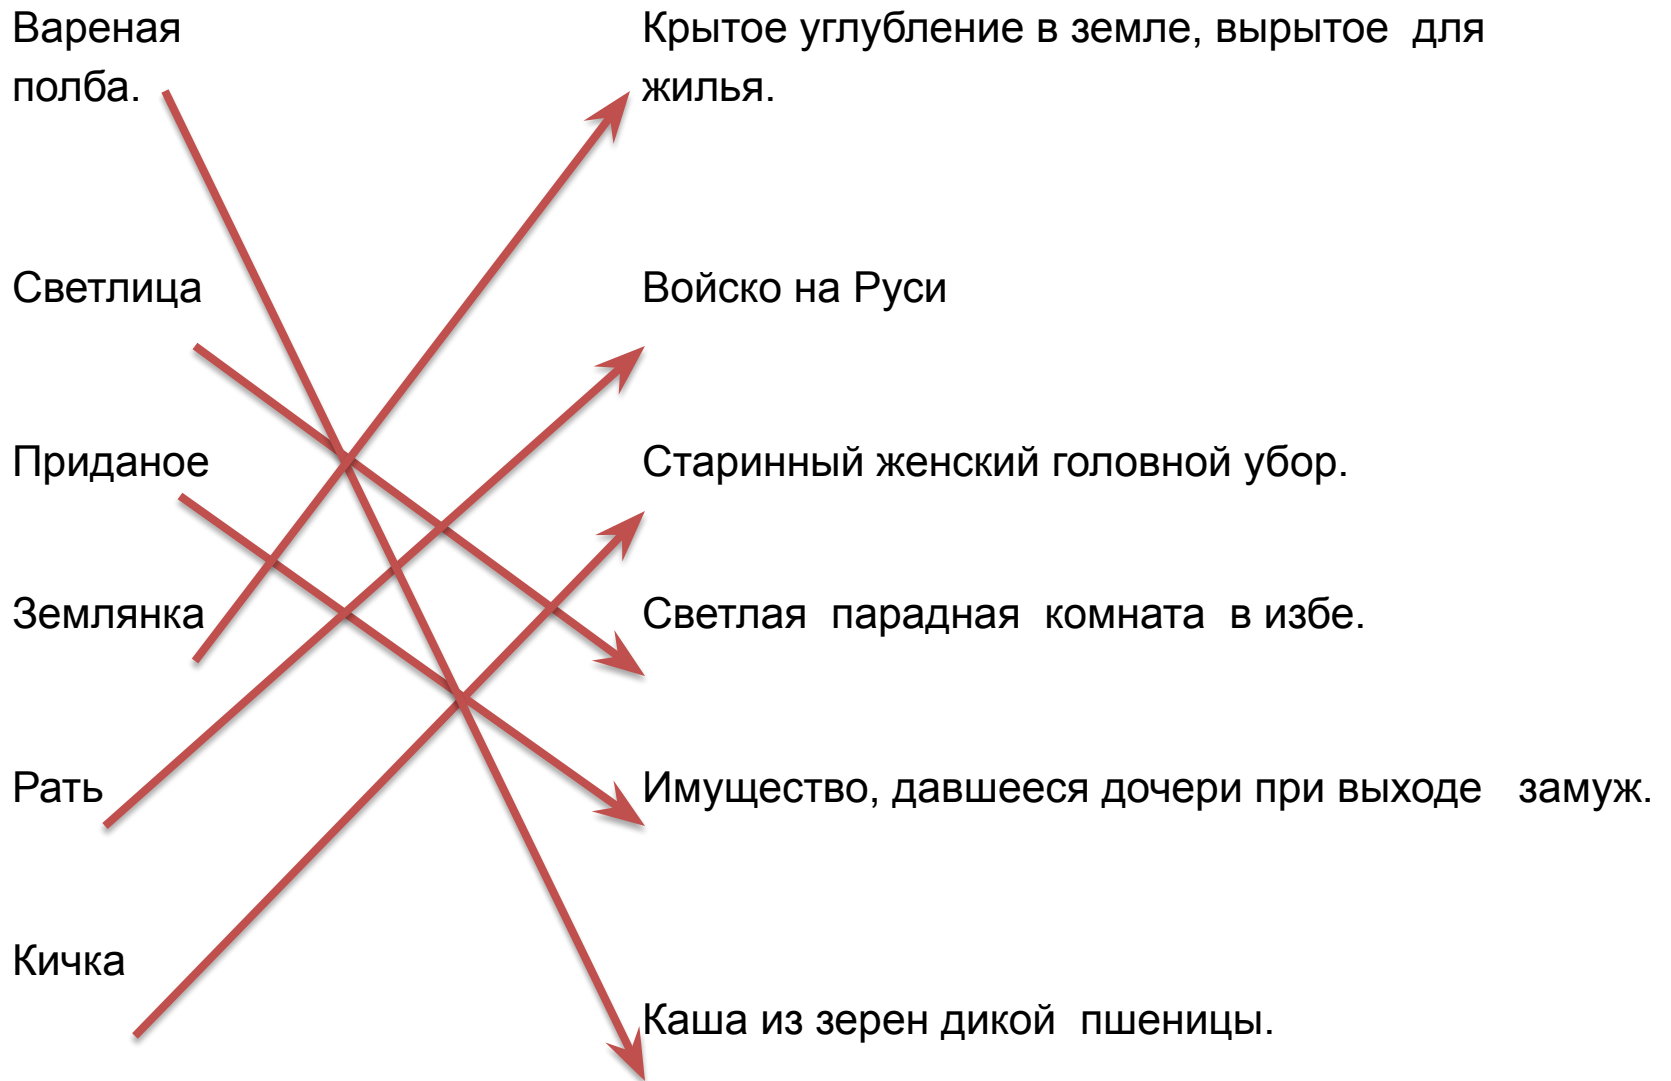 Вареная
полба.
Крытое углубление в земле, вырытое для
жилья.
Светлица
Войско на Руси
Приданое
Старинный женский головной убор.
Землянка
Светлая парадная комната в избе.
Рать
Имущество, давшееся дочери при выходе замуж.
Кичка
Каша из зерен дикой пшеницы.